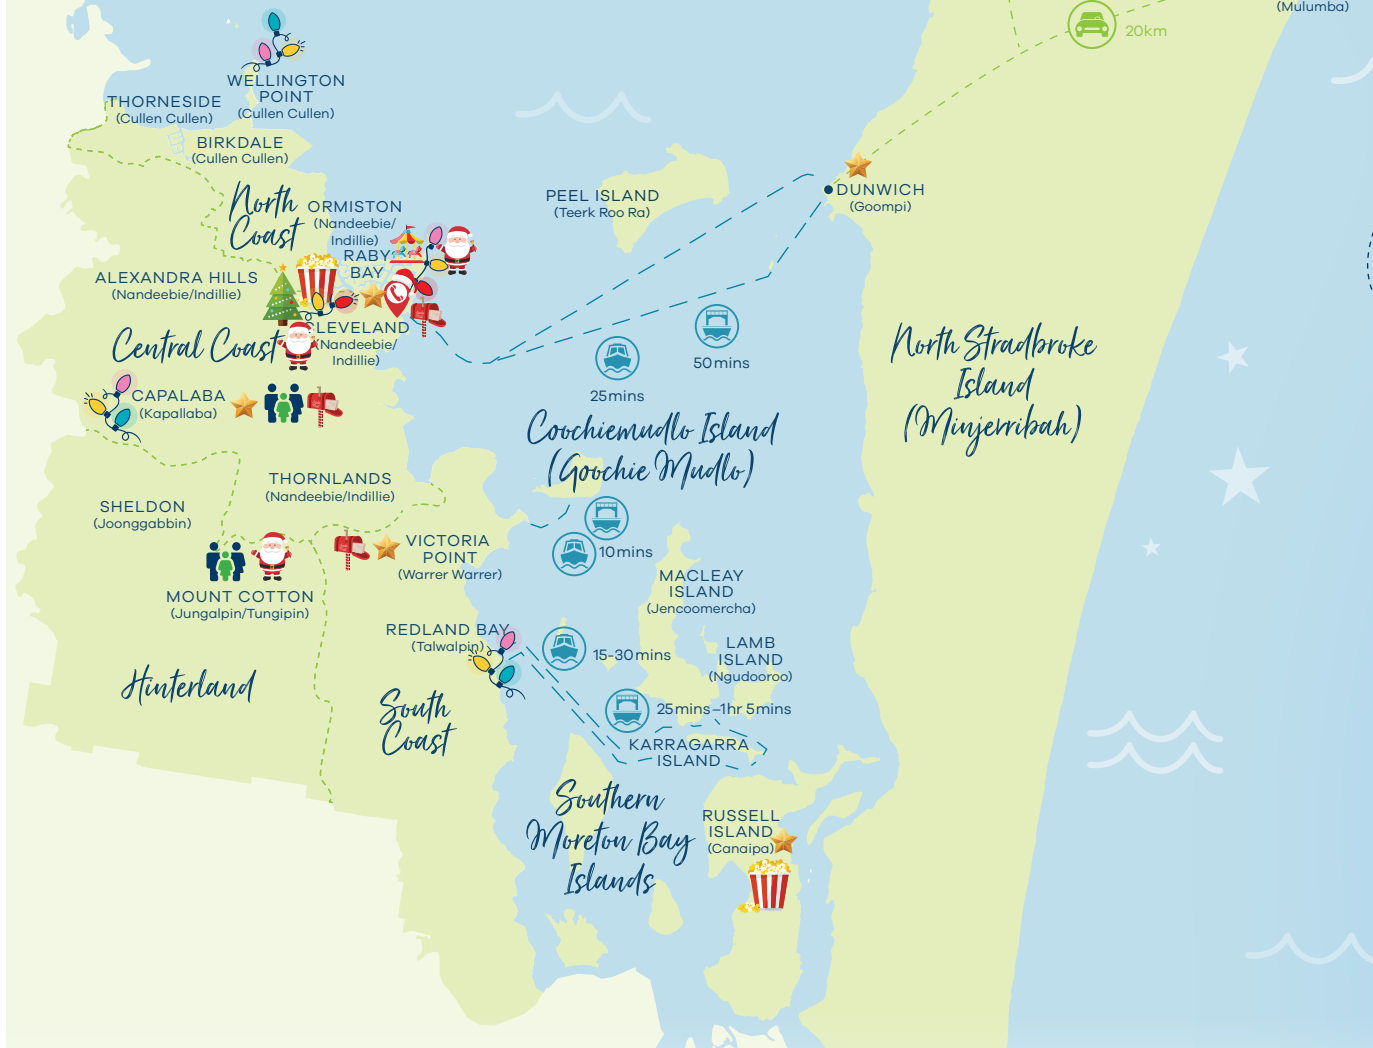 (Mulumba)
20km
WELLINGTON
POINT
(Cullen Cullen)
THORNESIDE
(Cullen Cullen)
BIRKDALE
(Cullen Cullen)
North
Coast
ORMISTON
(Nandeebie/
Indillie)
RABY
BAY
PEEL ISLAND
(Teerk Roo Ra)
DUNWICH
(Goompi)
ALEXANDRA HILLS
(Nandeebie/Indillie)
CLEVELAND
(Nandeebie/
Indillie)
Central Coast
50mins
25mins
North Stradbroke
Island
(Minjerribah)
CAPALABA
(Kapallaba)
Coochiemudlo Island
(Goochie Mudlo)
THORNLANDS
(Nandeebie/Indillie)
SHELDON
(Joonggabbin)
VICTORIA
POINT
(Warrer Warrer)
10mins
MOUNT COTTON
(Jungalpin/Tungipin)
MACLEAY
ISLAND
(Jencoomercha)
REDLAND BAY
(Talwalpin)
15-30mins
LAMB
ISLAND
(Ngudooroo)
Hinterland
South
Coast
25mins–1hr 5mins
KARRAGARRA
ISLAND
Southern
Moreton Bay
Islands
RUSSELL
ISLAND
(Canaipa)